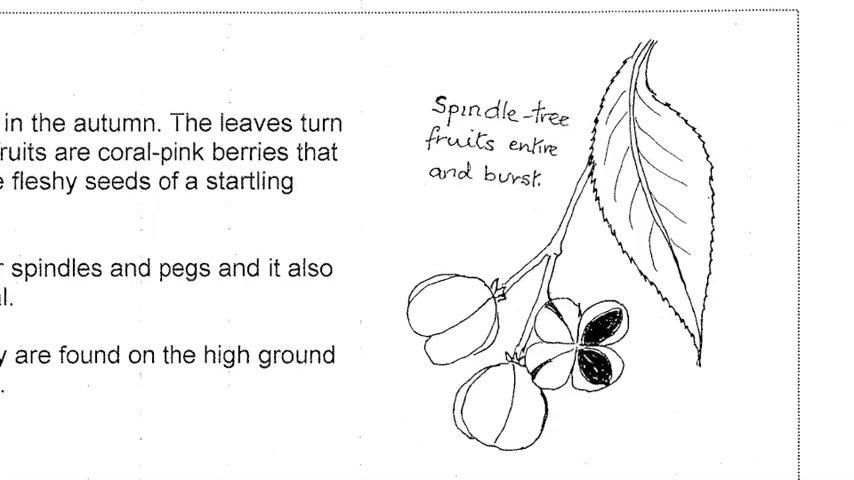 in the autumn. The leaves turn
ruits are coral-pink berries that
fleshy seeds of a startling
spindles and pegs and it also
are found on the high ground
Spindle-tree
fruits entire
and burst.